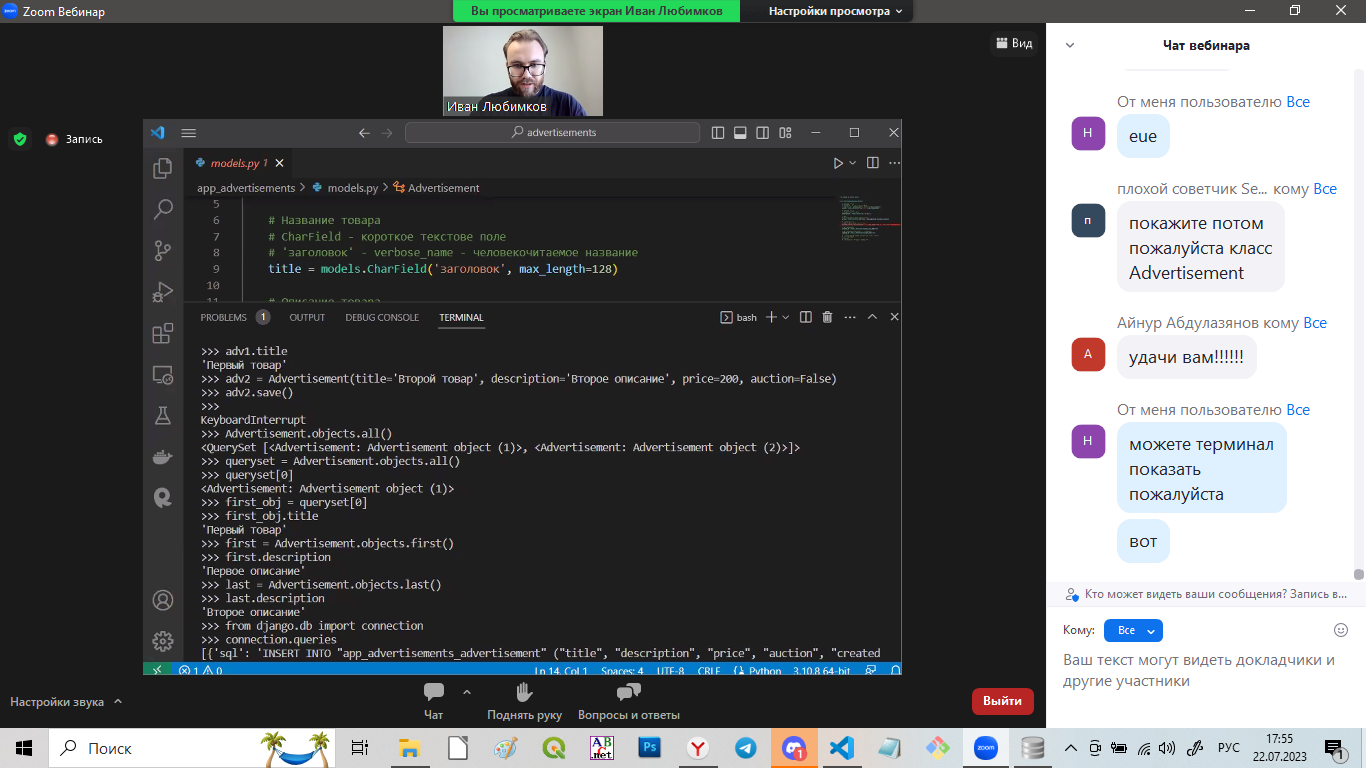 Zoom Вебинар
Вы просматриваете экран Иван Любимков
Настройки просмотра
Вид
Иван Любимков
Запись
advertisements
models.py 1
app_advertisements > models.py > Advertisement
5
6 # Название товара
7 # CharField - короткое текстове поле
8 # 'заголовок' - verbose_name - человекочитаемое название
9 title = models.CharField('заголовок', max_length=128)
10
11 # Описание товара
PROBLEMS 1 OUTPUT DEBUG CONSOLE TERMINAL
bash
>>> adv1.title
'Первый товар'
>>> adv2 = Advertisement(title='Второй товар', description='Второе описание', price=200, auction=False)
>>> adv2.save()
>>>
KeyboardInterrupt
>>> Advertisement.objects.all()
<QuerySet [<Advertisement: Advertisement object (1)>, <Advertisement: Advertisement object (2)>]>
>>> queryset = Advertisement.objects.all()
>>> queryset[0]
<Advertisement: Advertisement object (1)>
>>> first_obj = queryset[0]
>>> first_obj.title
'Первый товар'
>>> first = Advertisement.objects.first()
>>> first.description
'Первое описание'
>>> last = Advertisement.objects.last()
>>> last.description
'Второе описание'
>>> from django.db import connection
>>> connection.queries
[{'sql': 'INSERT INTO "app_advertisements_advertisement" ("title", "description", "price", "auction", "created
1 0
Ln 14, Col 1 Spaces: 4 UTF-8 CRLF Python 3.10.8 64-bit
Настройки звука
Чат
Поднять руку
Вопросы и ответы
Выйти
Чат вебинара
От меня пользователю Все
Н
eue
плохой советчик Se... кому Все
п
покажите потом
пожалуйста класс
Advertisement
Айнур Абдулазянов кому Все
А
удачи вам!!!!!!
От меня пользователю Все
Н
можете терминал
показать
пожалуйста
вот
Кто может видеть ваши сообщения? Запись в...
Кому: Все
Ваш текст могут видеть докладчики и
другие участники
Поиск
ABC
.net
Ps
Y
1
zoom
РУС
17:55
22.07.2023
1